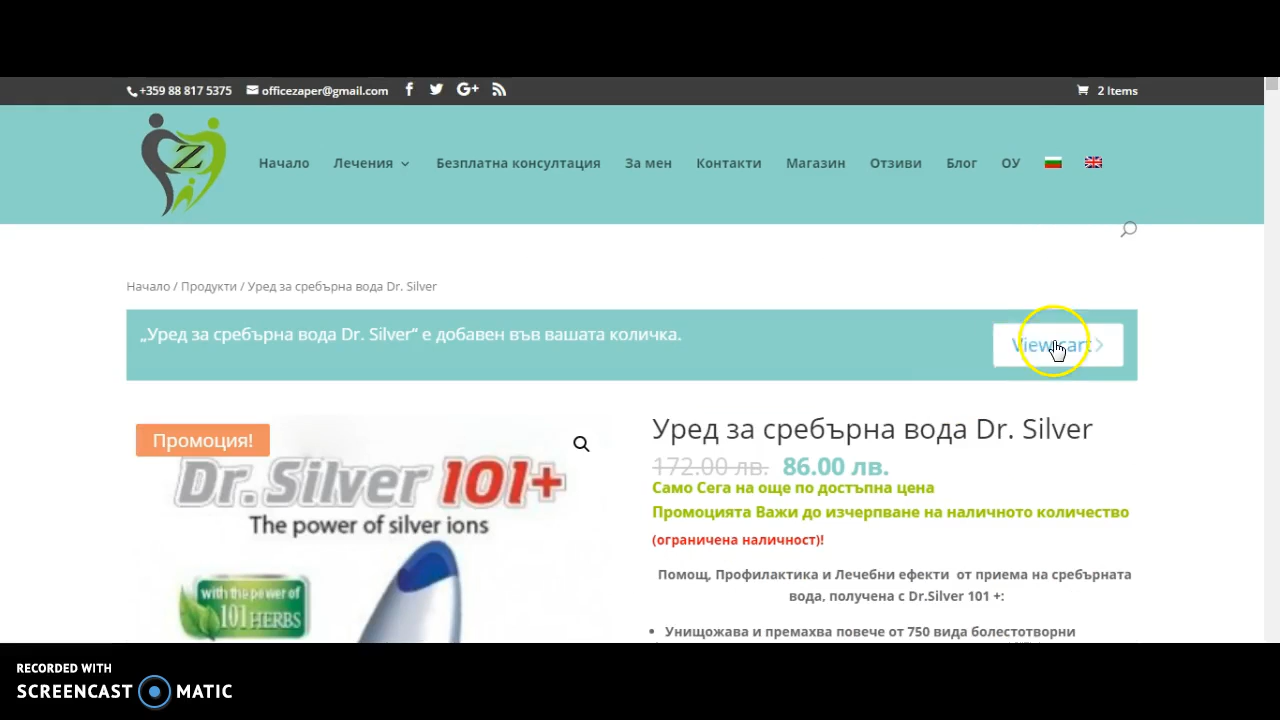 +359 88 817 5375
officezaper@gmail.com
2 Items
Z
Начало
Лечения
Безплатна консултация
За мен
Контакти
Магазин
Отзиви
Блог
ОУ
Начало / Продукти / Уред за сребърна вода Dr. Silver
„Уред за сребърна вода Dr. Silver“ е добавен във вашата количка.
View cart
Промоция!
Dr. Silver 101+
The power of silver ions
with the power of
101 HERBS
Уред за сребърна вода Dr. Silver
172.00 лв. 86.00 лв.
Само Сега на още по достъпна цена
Промоцията Важи до изчерпване на наличното количество
(ограничена наличност)!
Помощ, Профилактика и Лечебни ефекти от приема на сребърната
вода, получена с Dr.Silver 101 +:
Унищожава и премахва повече от 750 вида болестотворни
RECORDED WITH
SCREENCAST MATIC